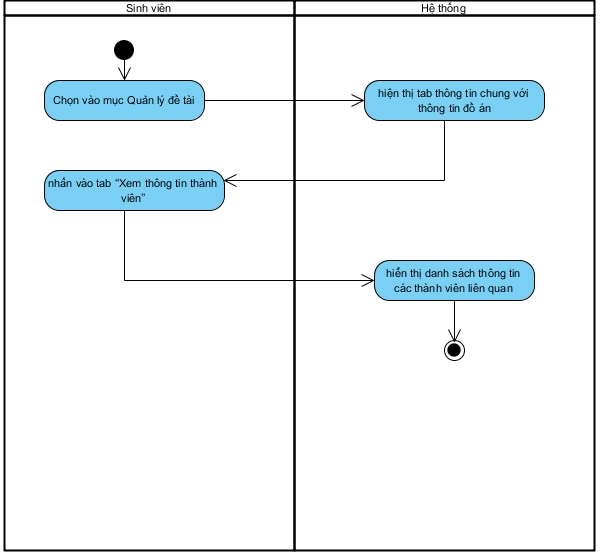 Sinh viên
Hệ thống
Chọn vào mục Quản lý đề tài
hiện thị tab thông tin chung với
thông tin đồ án
nhấn vào tab "Xem thông tin thành
viên"
hiển thị danh sách thông tin
các thành viên liên quan